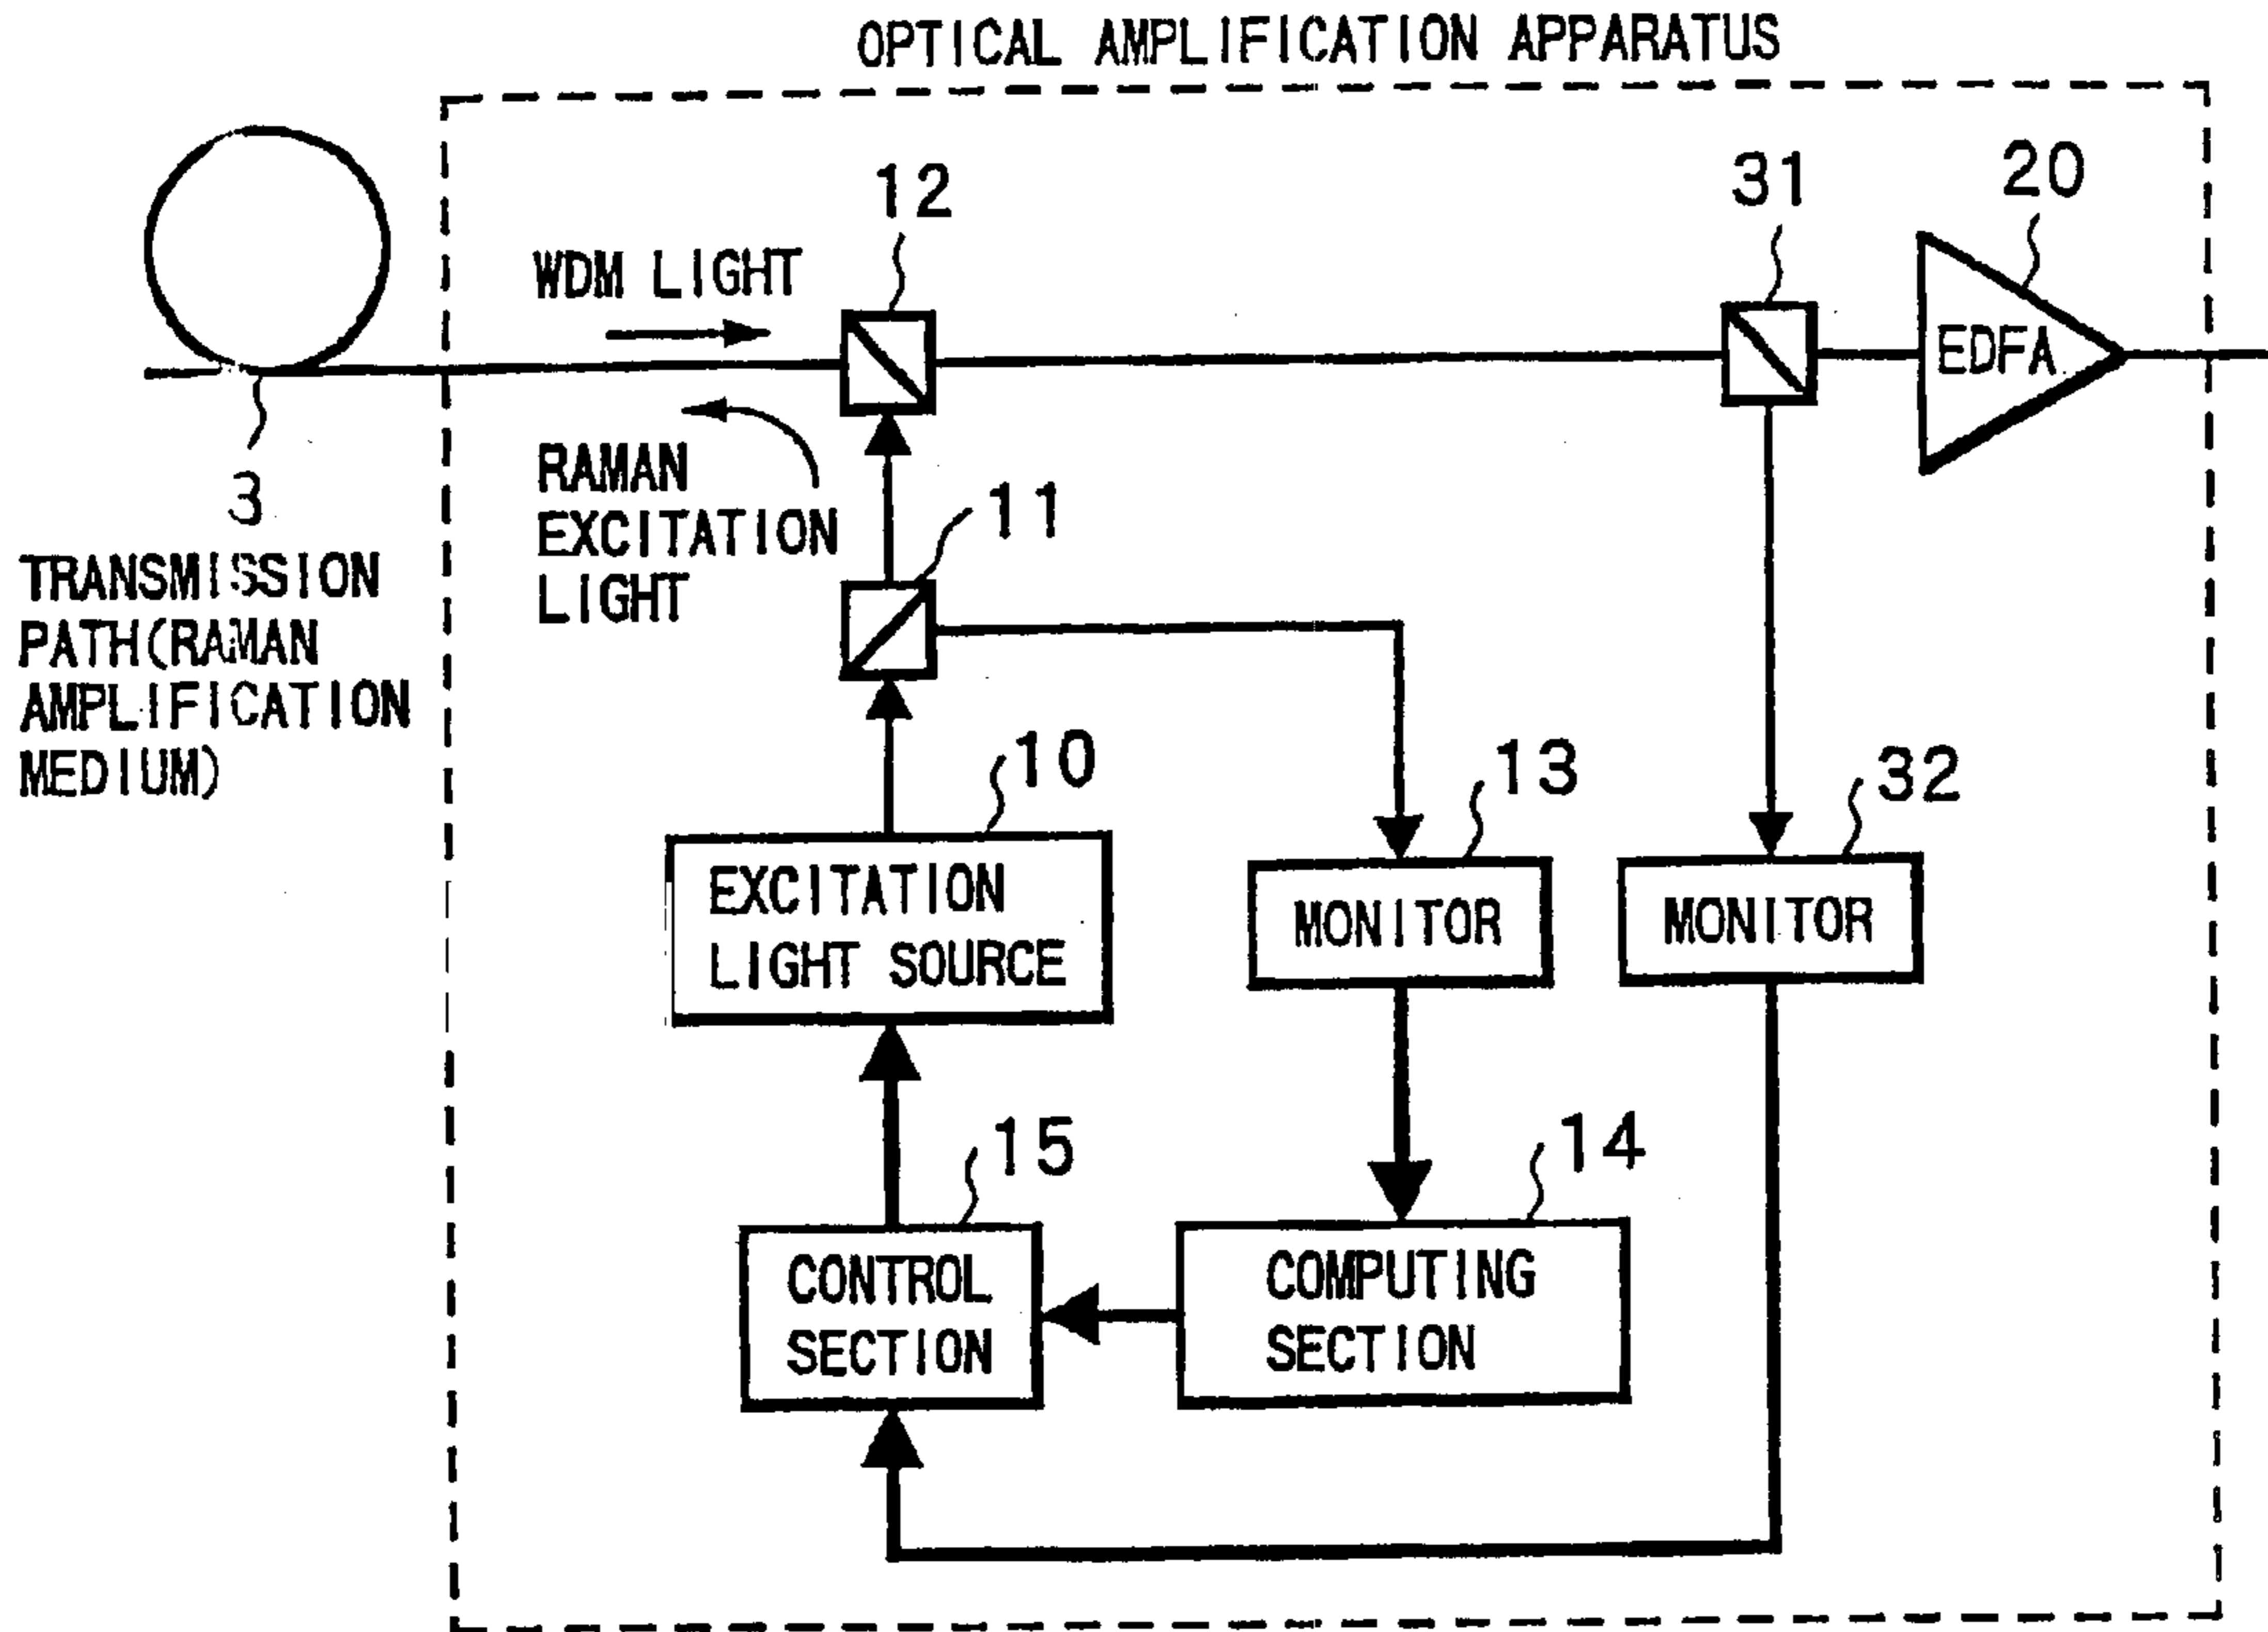 OPTICAL AMPLIFICATION APPARATUS
12
31
20
WDM LIGHT
EDFA
RAMAN
EXCITATION
LIGHT
11
3
TRANSMISSION
PATH(RAMAN
AMPLIFICATION
MEDIUM)
10
13
32
EXCITATION
LIGHT SOURCE
MONITOR
MONITOR
15
14
CONTROL
SECTION
COMPUTING
SECTION